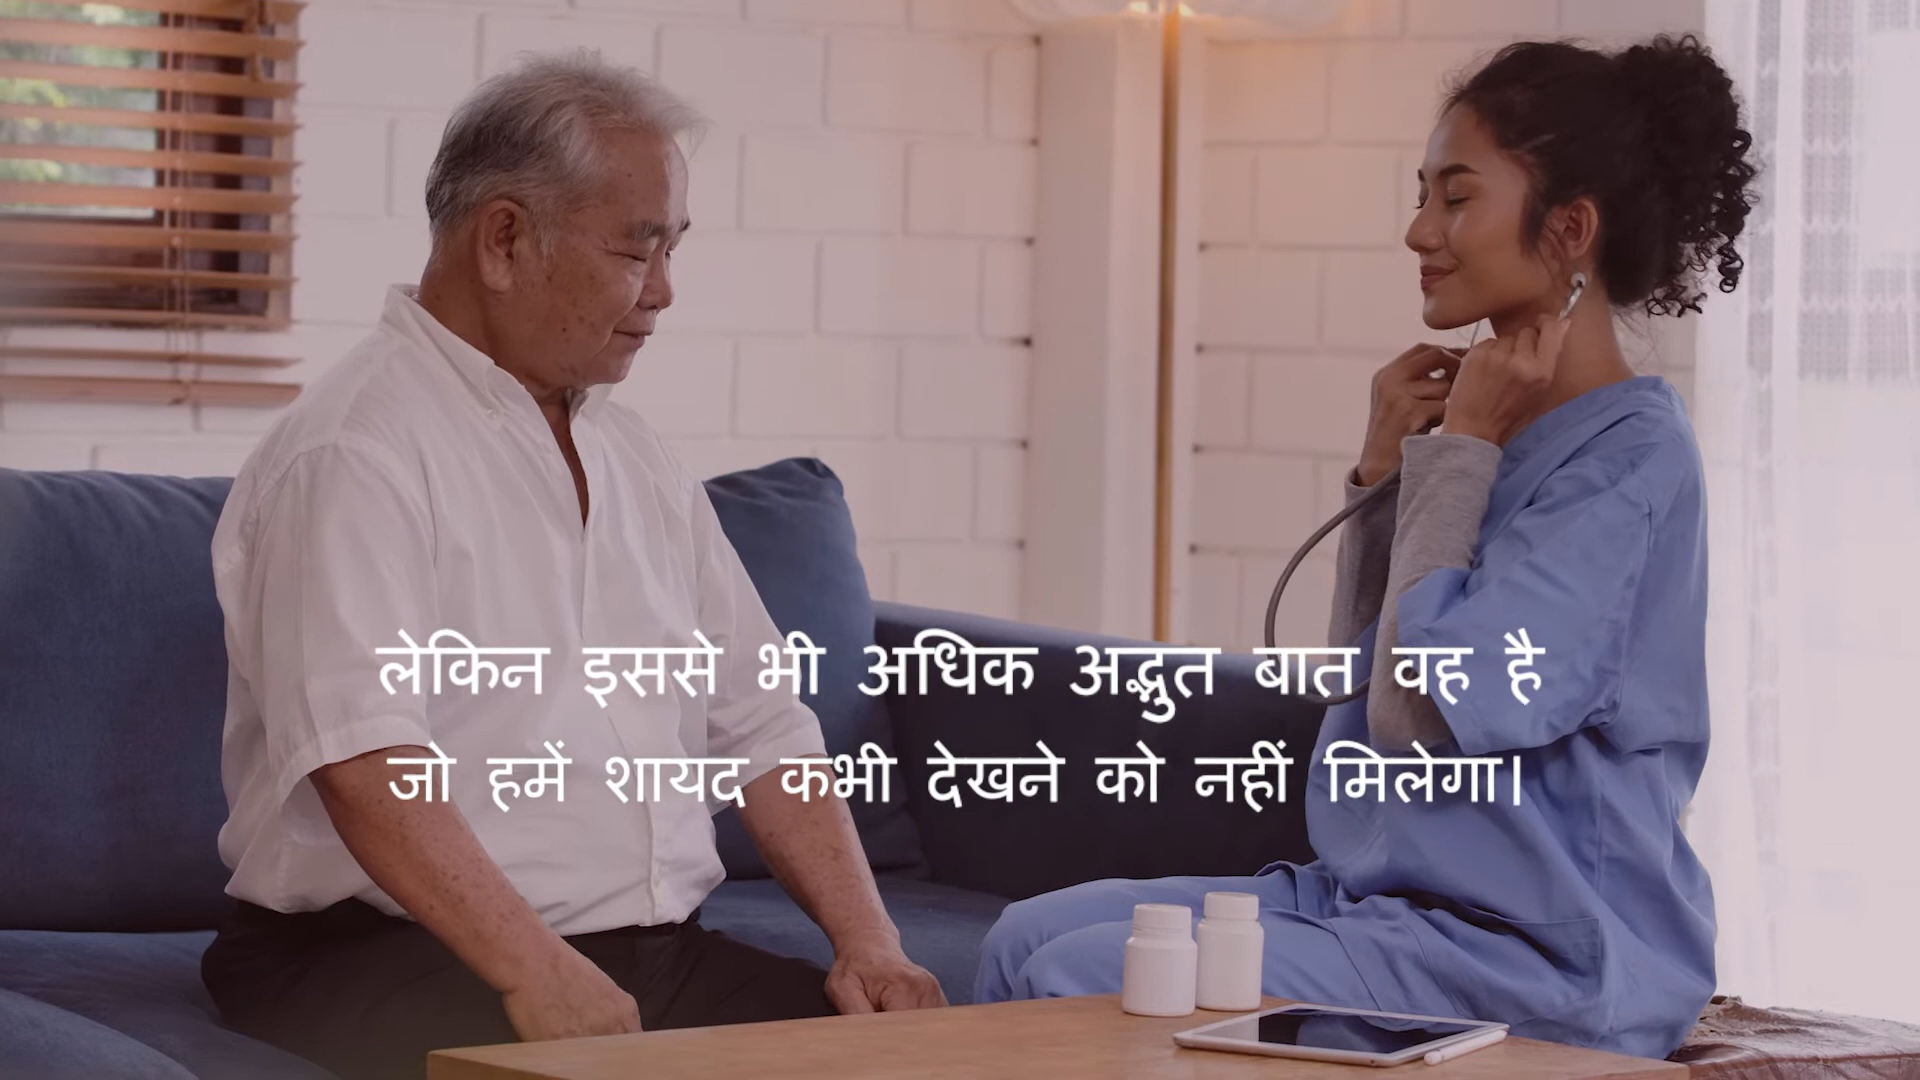 लेकिन इससे भी अधिक अद्भुत बात वह है
जो हमें शायद कभी देखने को नहीं मिलेगा।